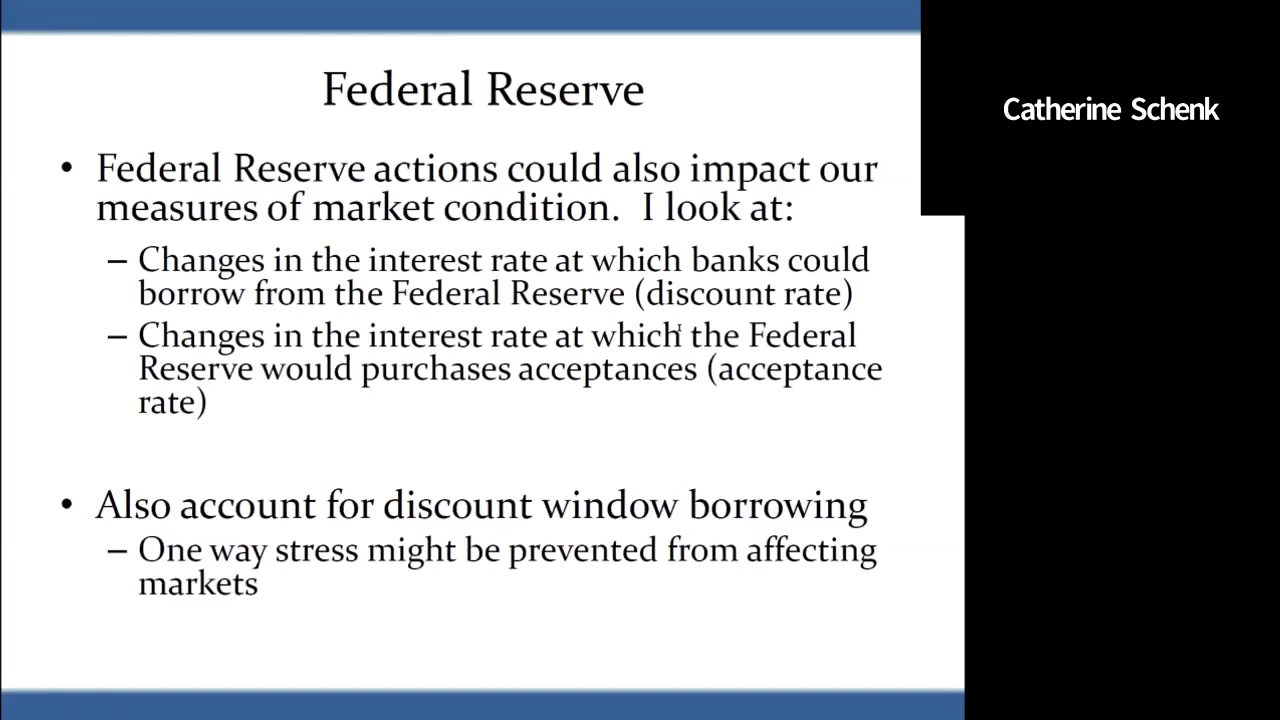 Federal Reserve
• Federal Reserve actions could also impact our
measures of market condition. I look at:
– Changes in the interest rate at which banks could
borrow from the Federal Reserve (discount rate)
– Changes in the interest rate at which the Federal
Reserve would purchases acceptances (acceptance
rate)
• Also account for discount window borrowing
– One way stress might be prevented from affecting
markets
Catherine Schenk